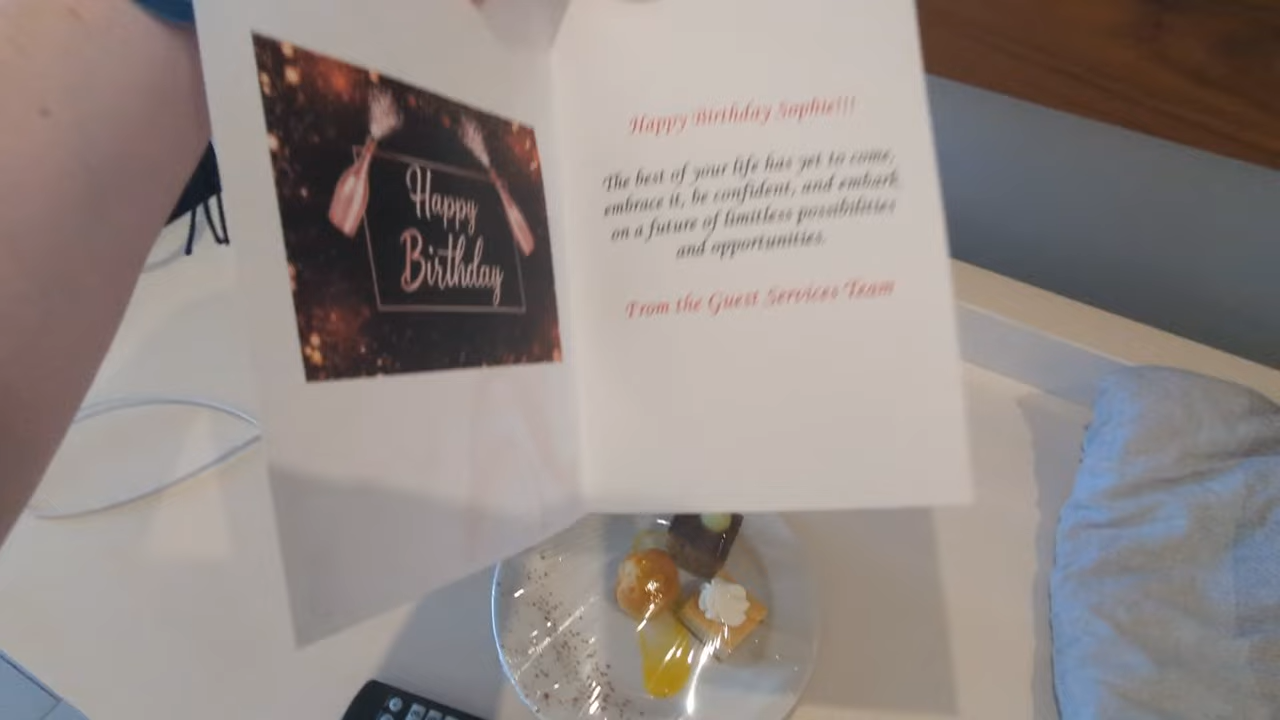 Happy
Birthday
Happy Birthday Sophie!!!
The best of your life has yet to come,
embrace it, be confident, and embark
on a future of limitless possibilities
and opportunities.
From the Guest Services Team